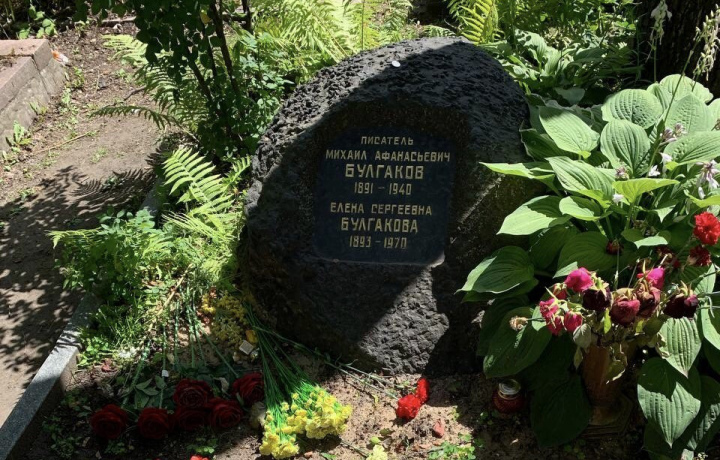 ПИСАТЕЛЬ
МИХАИЛ АФАНАСЬЕВИЧ
БУЛГАКОВ
1891 – 1940
ЕЛЕНА СЕРГЕЕВНА
БУЛГАКОВА
1893 – 1970